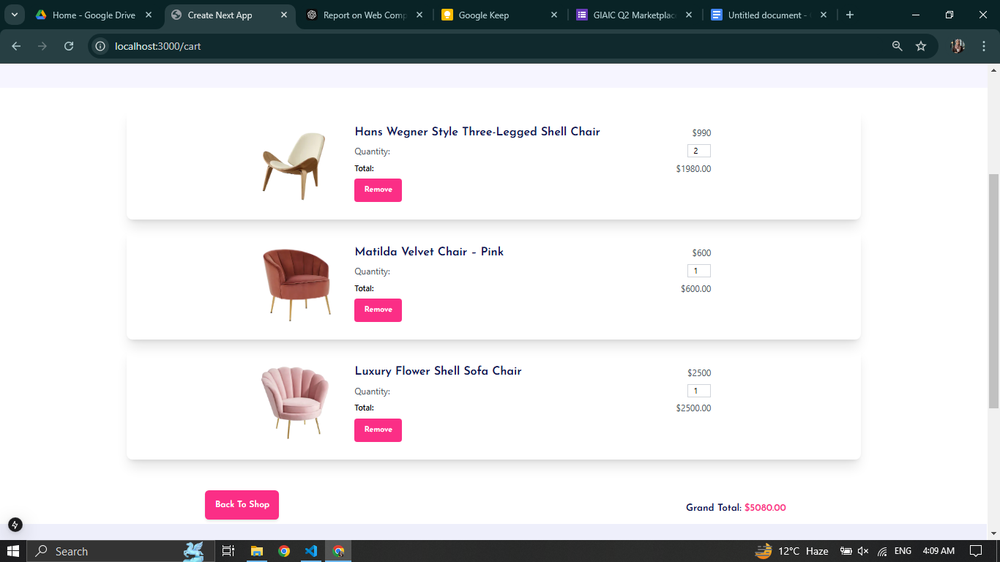 Home - Google Drive
Create Next App
Report on Web Comp
Google Keep
GIAIC Q2 Marketplac
Untitled document -
localhost:3000/cart
Hans Wegner Style Three-Legged Shell Chair $990
Quantity: 2
Total: $1980.00
Remove
Matilda Velvet Chair – Pink $600
Quantity: 1
Total: $600.00
Remove
Luxury Flower Shell Sofa Chair $2500
Quantity: 1
Total: $2500.00
Remove
Back To Shop
Grand Total: $5080.00
Search
12°C Haze
ENG
4:09 AM